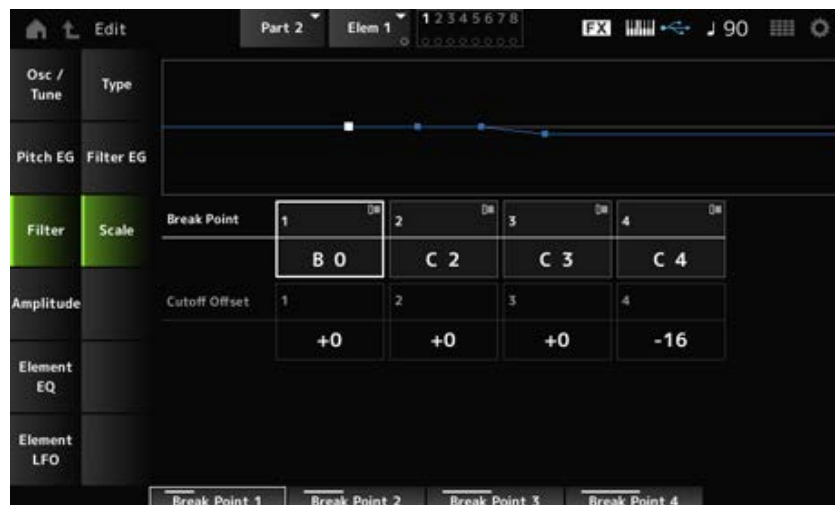 Edit Part 2 Elem 1 1 2 3 4 5 6 7 8 FX ♩ 90
Osc / Tune
Type
Pitch EG
Filter EG
Filter
Scale
Amplitude
Element EQ
Element LFO
Break Point 1 2 3 4
B 0 C 2 C 3 C 4
Cutoff Offset 1 2 3 4
+0 +0 +0 -16
Break Point 1 Break Point 2 Break Point 3 Break Point 4